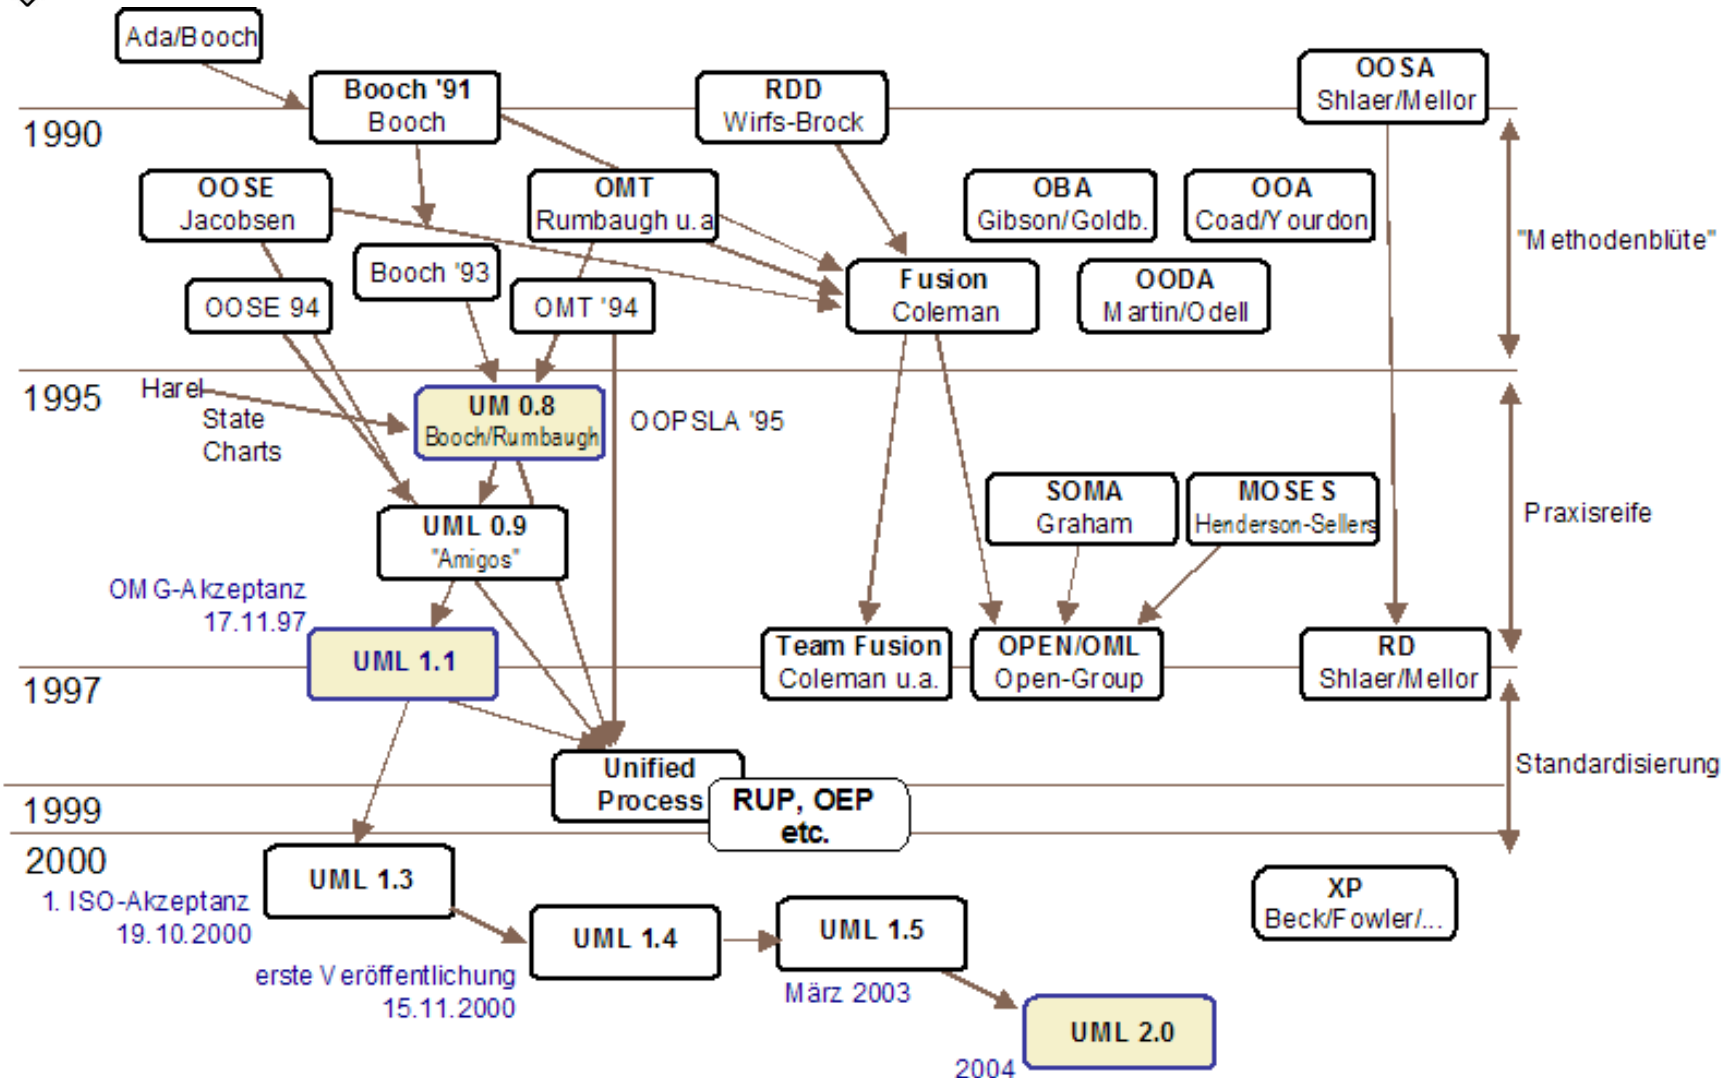 Ada/Booch
Booch '91
Booch
RDD
Wirfs-Brock
OOSA
Shlaer/Mellor
1990
OOSE
Jacobsen
OMT
Rumbaugh u.a
OBA
Gibson/Goldb.
OOA
Coad/Yourdon
"Methodenblüte"
Booch '93
OOSE 94
OMT '94
Fusion
Coleman
OODA
Martin/Odell
1995
Harel
State
Charts
UM 0.8
Booch/Rumbaugh
OOPSLA '95
SOMA
Graham
MOSES
Henderson-Sellers
Praxisreife
UML 0.9
"Amigos"
OMG-Akzeptanz
17.11.97
UML 1.1
Team Fusion
Coleman u.a.
OPEN/OML
Open-Group
RD
Shlaer/Mellor
1997
Unified
Process
RUP, OEP
etc.
Standardisierung
1999
2000
UML 1.3
1. ISO-Akzeptanz
19.10.2000
UML 1.4
erste Veröffentlichung
15.11.2000
UML 1.5
März 2003
XP
Beck/Fowler/...
UML 2.0
2004